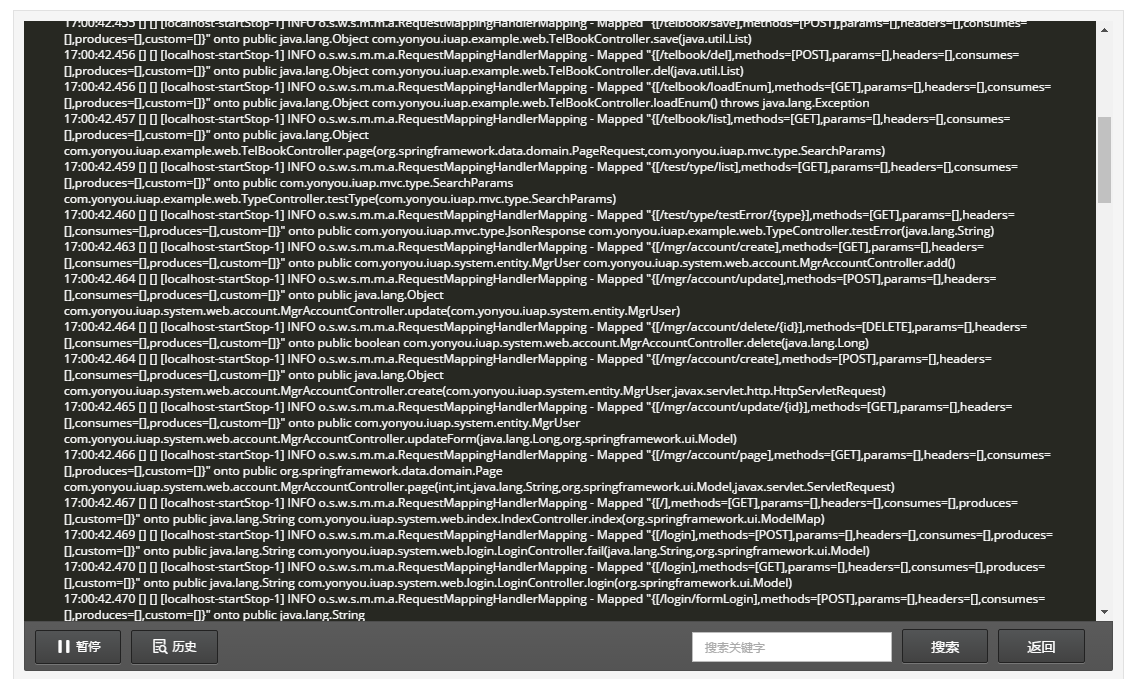 17:00:42.455 [] [] [localhost-startStop-1] INFO o.s.w.s.m.m.a.RequestMappingHandlerMapping - Mapped "{[/telbook/save],methods=[POST],params=[],headers=[],consumes=
[],produces=[],custom=[]}" onto public java.lang.Object com.yonyou.iuap.example.web.TelBookController.save(java.util.List)
17:00:42.456 [] [] [localhost-startStop-1] INFO o.s.w.s.m.m.a.RequestMappingHandlerMapping - Mapped "{[/telbook/del],methods=[POST],params=[],headers=[],consumes=
[],produces=[],custom=[]}" onto public java.lang.Object com.yonyou.iuap.example.web.TelBookController.del(java.util.List)
17:00:42.456 [] [] [localhost-startStop-1] INFO o.s.w.s.m.m.a.RequestMappingHandlerMapping - Mapped "{[/telbook/loadEnum],methods=[GET],params=[],headers=[],consumes=
[],produces=[],custom=[]}" onto public java.lang.Object com.yonyou.iuap.example.web.TelBookController.loadEnum() throws java.lang.Exception
17:00:42.457 [] [] [localhost-startStop-1] INFO o.s.w.s.m.m.a.RequestMappingHandlerMapping - Mapped "{[/telbook/list],methods=[GET],params=[],headers=[],consumes=
[],produces=[],custom=[]}" onto public java.lang.Object
com.yonyou.iuap.example.web.TelBookController.page(org.springframework.data.domain.PageRequest,com.yonyou.iuap.mvc.type.SearchParams)
17:00:42.459 [] [] [localhost-startStop-1] INFO o.s.w.s.m.m.a.RequestMappingHandlerMapping - Mapped "{[/test/type/list],methods=[GET],params=[],headers=[],consumes=
[],produces=[],custom=[]}" onto public com.yonyou.iuap.mvc.type.SearchParams
com.yonyou.iuap.example.web.TypeController.testType(com.yonyou.iuap.mvc.type.SearchParams)
17:00:42.460 [] [] [localhost-startStop-1] INFO o.s.w.s.m.m.a.RequestMappingHandlerMapping - Mapped "{[/test/type/testError/{type}],methods=[GET],params=[],headers=
[],consumes=[],produces=[],custom=[]}" onto public com.yonyou.iuap.mvc.type.JsonResponse com.yonyou.iuap.example.web.TypeController.testError(java.lang.String)
17:00:42.463 [] [] [localhost-startStop-1] INFO o.s.w.s.m.m.a.RequestMappingHandlerMapping - Mapped "{[/mgr/account/create],methods=[GET],params=[],headers=
[],consumes=[],produces=[],custom=[]}" onto public com.yonyou.iuap.system.entity.MgrUser com.yonyou.iuap.system.web.account.MgrAccountController.add()
17:00:42.464 [] [] [localhost-startStop-1] INFO o.s.w.s.m.m.a.RequestMappingHandlerMapping - Mapped "{[/mgr/account/update],methods=[POST],params=[],headers=
[],consumes=[],produces=[],custom=[]}" onto public java.lang.Object
com.yonyou.iuap.system.web.account.MgrAccountController.update(com.yonyou.iuap.system.entity.MgrUser)
17:00:42.464 [] [] [localhost-startStop-1] INFO o.s.w.s.m.m.a.RequestMappingHandlerMapping - Mapped "{[/mgr/account/delete/{id}],methods=[DELETE],params=[],headers=
[],consumes=[],produces=[],custom=[]}" onto public boolean com.yonyou.iuap.system.web.account.MgrAccountController.delete(java.lang.Long)
17:00:42.464 [] [] [localhost-startStop-1] INFO o.s.w.s.m.m.a.RequestMappingHandlerMapping - Mapped "{[/mgr/account/create],methods=[POST],params=[],headers=
[],consumes=[],produces=[],custom=[]}" onto public java.lang.Object
com.yonyou.iuap.system.web.account.MgrAccountController.create(com.yonyou.iuap.system.entity.MgrUser,javax.servlet.http.HttpServletRequest)
17:00:42.465 [] [] [localhost-startStop-1] INFO o.s.w.s.m.m.a.RequestMappingHandlerMapping - Mapped "{[/mgr/account/update/{id}],methods=[GET],params=[],headers=
[],consumes=[],produces=[],custom=[]}" onto public com.yonyou.iuap.system.entity.MgrUser
com.yonyou.iuap.system.web.account.MgrAccountController.updateForm(java.lang.Long,org.springframework.ui.Model)
17:00:42.466 [] [] [localhost-startStop-1] INFO o.s.w.s.m.m.a.RequestMappingHandlerMapping - Mapped "{[/mgr/account/page],methods=[GET],params=[],headers=[],consumes=
[],produces=[],custom=[]}" onto public org.springframework.data.domain.Page
com.yonyou.iuap.system.web.account.MgrAccountController.page(int,int,java.lang.String,org.springframework.ui.Model,javax.servlet.ServletRequest)
17:00:42.467 [] [] [localhost-startStop-1] INFO o.s.w.s.m.m.a.RequestMappingHandlerMapping - Mapped "{[/],methods=[GET],params=[],headers=[],consumes=[],produces=
[],custom=[]}" onto public java.lang.String com.yonyou.iuap.system.web.index.IndexController.index(org.springframework.ui.ModelMap)
17:00:42.469 [] [] [localhost-startStop-1] INFO o.s.w.s.m.m.a.RequestMappingHandlerMapping - Mapped "{[/login],methods=[POST],params=[],headers=[],consumes=[],produces=
[],custom=[]}" onto public java.lang.String com.yonyou.iuap.system.web.login.LoginController.fail(java.lang.String,org.springframework.ui.Model)
17:00:42.470 [] [] [localhost-startStop-1] INFO o.s.w.s.m.m.a.RequestMappingHandlerMapping - Mapped "{[/login],methods=[GET],params=[],headers=[],consumes=[],produces=
[],custom=[]}" onto public java.lang.String com.yonyou.iuap.system.web.login.LoginController.login(org.springframework.ui.Model)
17:00:42.470 [] [] [localhost-startStop-1] INFO o.s.w.s.m.m.a.RequestMappingHandlerMapping - Mapped "{[/login/formLogin],methods=[POST],params=[],headers=[],consumes=
[],produces=[],custom=[]}" onto public java.lang.String
暂停 历史 搜索关键字 搜索 返回